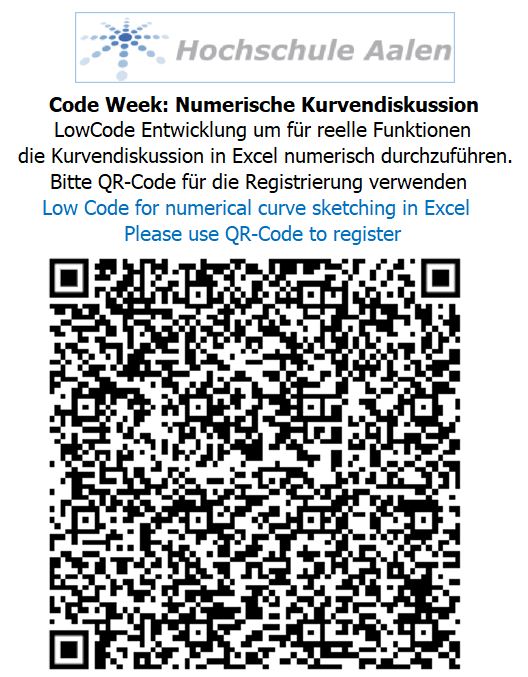 Hochschule Aalen
Code Week: Numerische Kurvendiskussion
LowCode Entwicklung um für reelle Funktionen
die Kurvendiskussion in Excel numerisch durchzuführen.
Bitte QR-Code für die Registrierung verwenden
Low Code for numerical curve sketching in Excel
Please use QR-Code to register